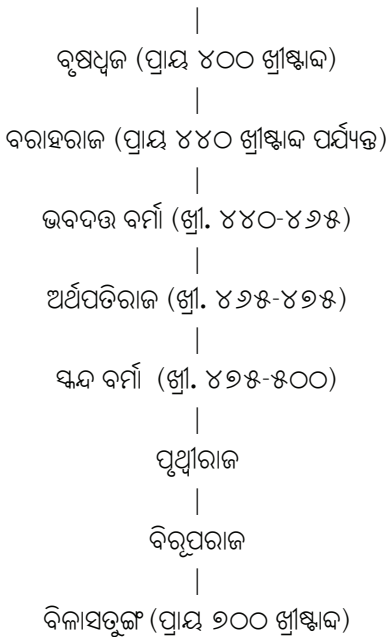 ବୃଷଧ୍ୱଜ (ପ୍ରାୟ ୪୦୦ ଖ୍ରୀଷ୍ଟାବ୍ଦ)
ବରାହରାଜ (ପ୍ରାୟ ୪୪୦ ଖ୍ରୀଷ୍ଟାବ୍ଦ ପର୍ଯ୍ୟନ୍ତ)
ଭବଦତ୍ତ ବର୍ମା (ଖ୍ରୀ. ୪୪୦-୪୬୫)
ଅର୍ଥପତିରାଜ (ଖ୍ରୀ. ୪୬୫-୪୭୫)
ସ୍କନ୍ଦ ବର୍ମା (ଖ୍ରୀ. ୪୭୫-୫୦୦)
ପୃଥ୍ୱୀରାଜ
ବିରୂପରାଜ
ବିଳାସତୁଙ୍ଗ (ପ୍ରାୟ ୭୦୦ ଖ୍ରୀଷ୍ଟାବ୍ଦ)